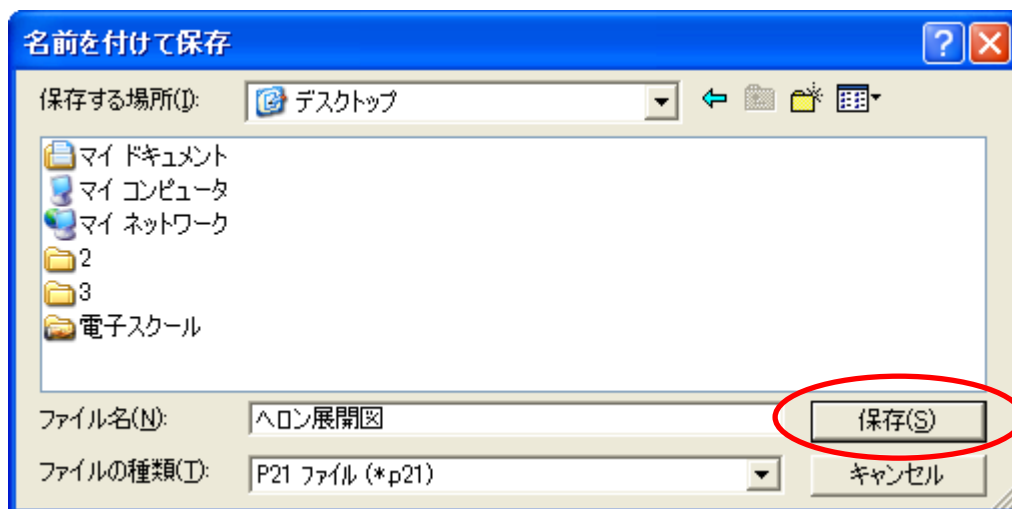 名前を付けて保存
保存する場所(I):
デスクトップ
マイ ドキュメント
マイ コンピュータ
マイ ネットワーク
2
3
電子スクール
ファイル名(N):
ヘロン展開図
保存(S)
ファイルの種類(T):
P21 ファイル (*.p21)
キャンセル